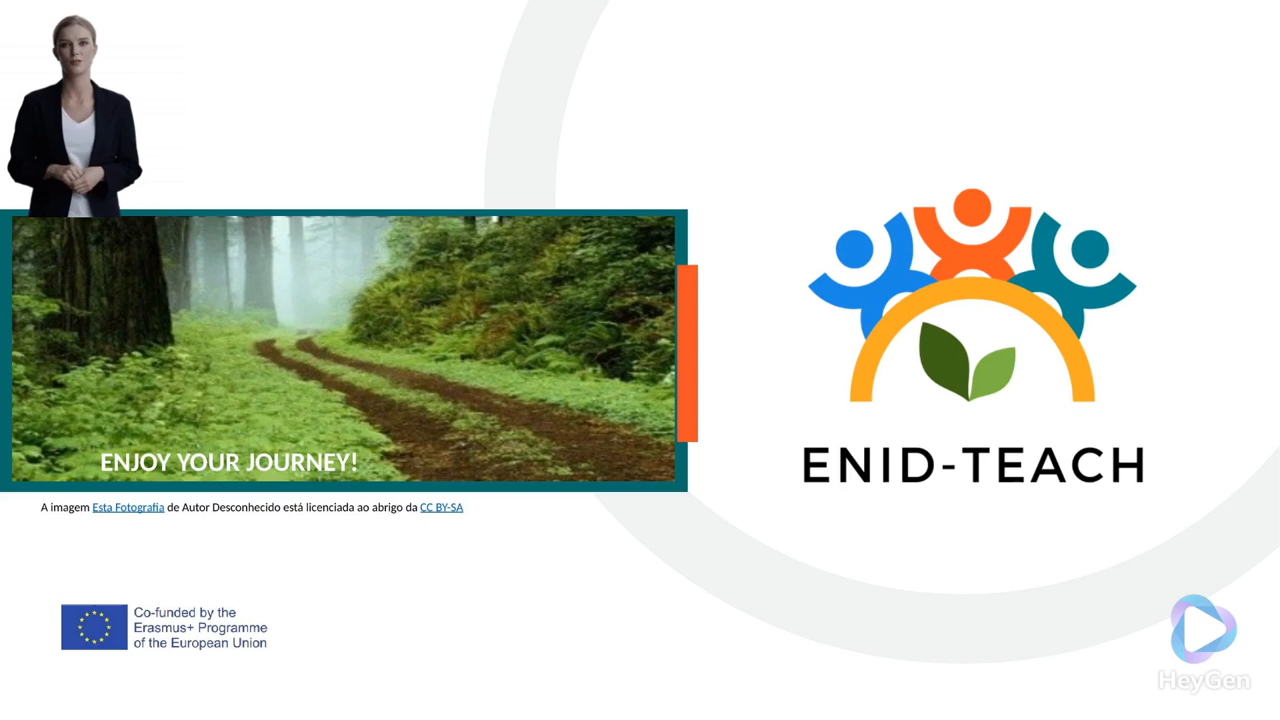 ENJOY YOUR JOURNEY!
A imagem Esta Fotografia de Autor Desconhecido está licenciada ao abrigo da CC BY-SA
ENID-TEACH
Co-funded by the
Erasmus+ Programme
of the European Union
HeyGen